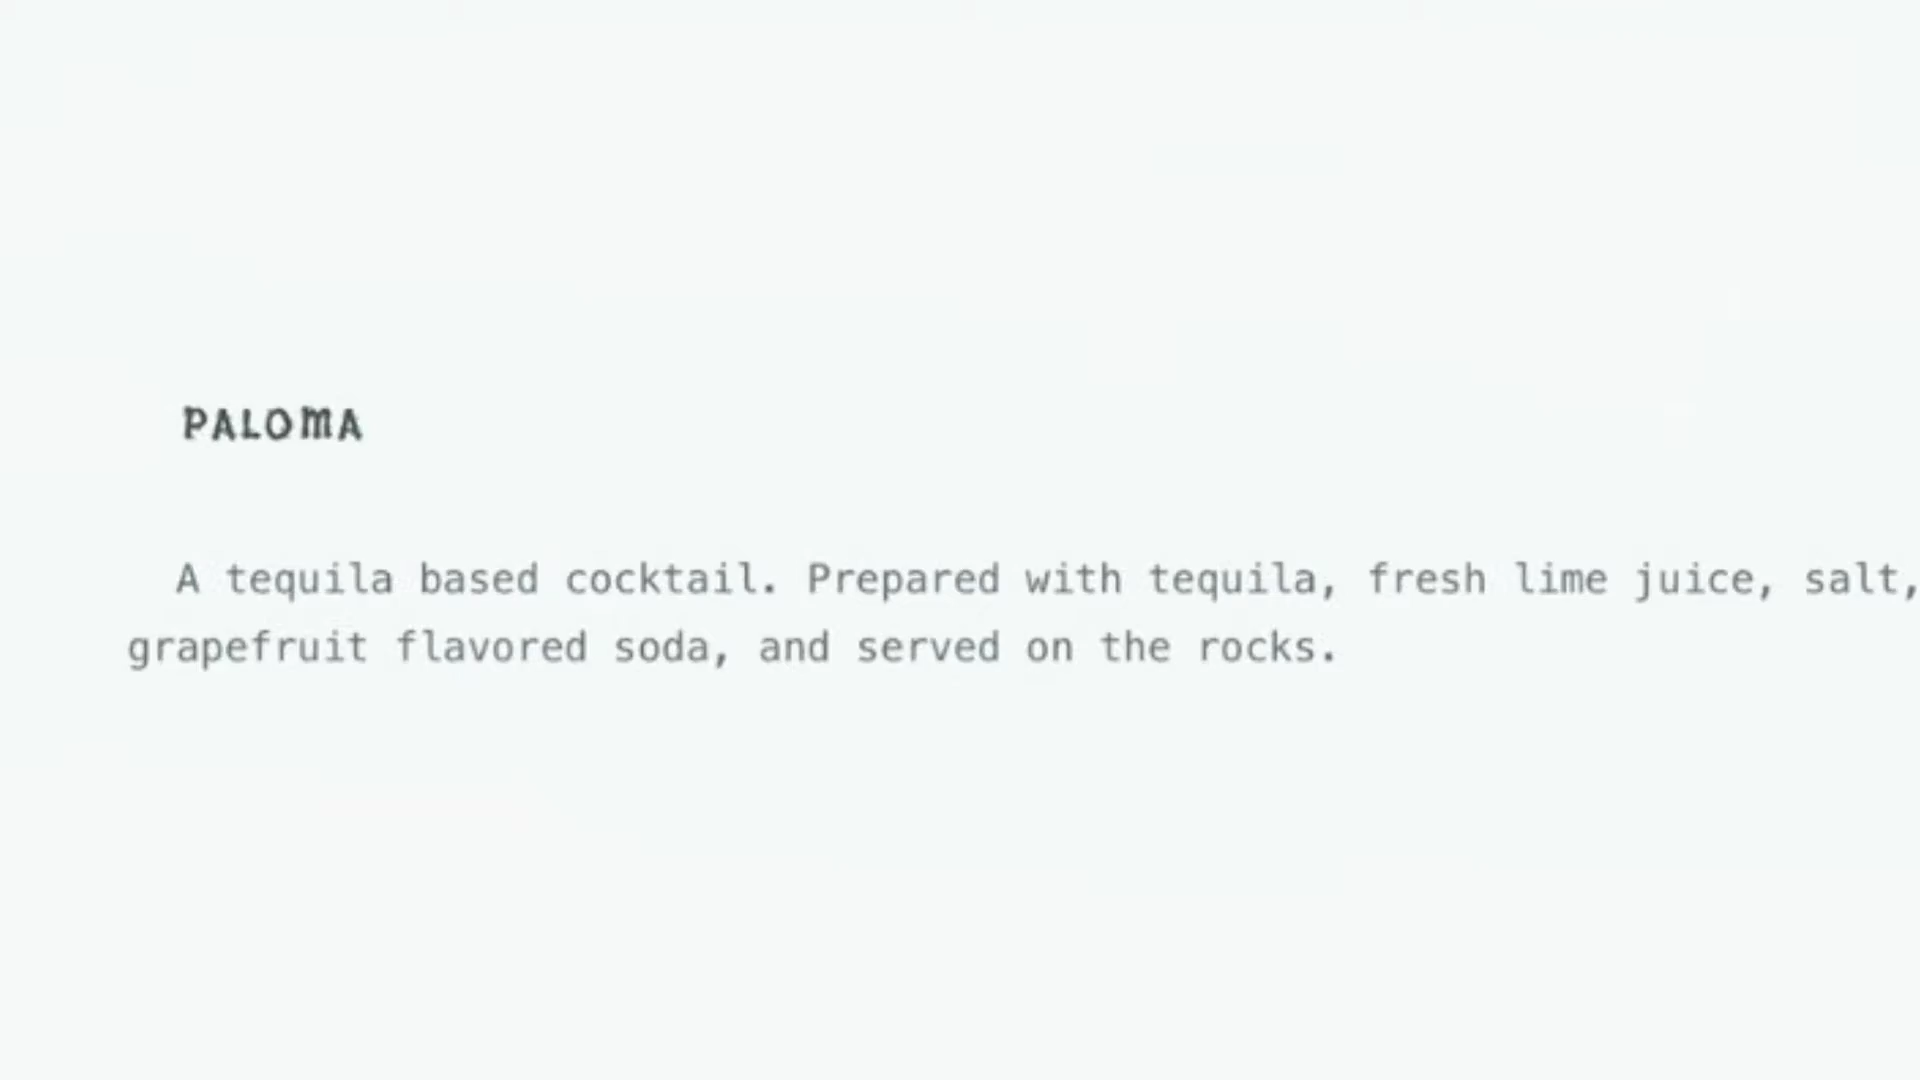 PALOMA
A tequila based cocktail. Prepared with tequila, fresh lime juice, salt,
grapefruit flavored soda, and served on the rocks.